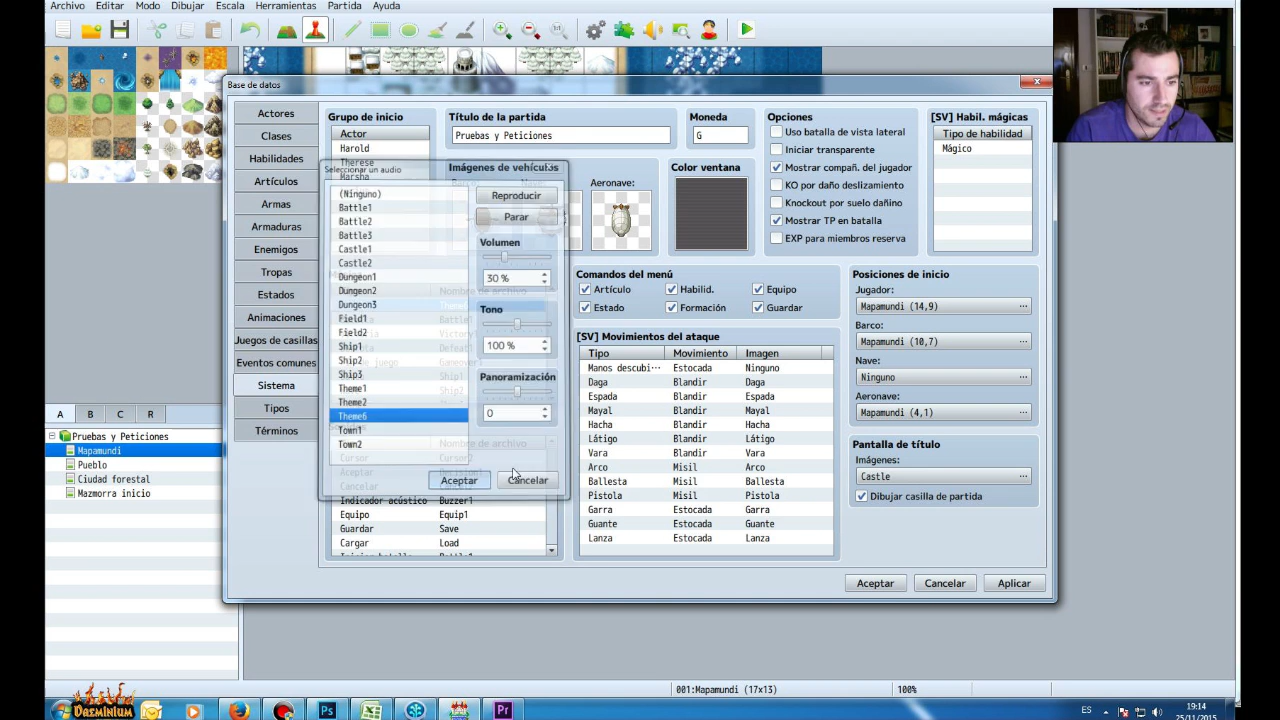 Archivo Editar Modo Dibujar Escala Herramientas Partida Ayuda
Base de datos
Actores
Clases
Habilidades
Artículos
Armas
Armaduras
Enemigos
Tropas
Estados
Animaciones
Juegos de casillas
Eventos comunes
Sistema
Tipos
Términos
Grupo de inicio
Actor
Harold
Therese
Marsha
Título de la partida
Pruebas y Peticiones
Moneda
G
Imágenes de vehículos
Aeronave:
Color ventana
Opciones
Uso batalla de vista lateral
Iniciar transparente
Mostrar compañ. del jugador
KO por daño deslizamiento
Knockout por suelo dañino
Mostrar TP en batalla
EXP para miembros reserva
[SV] Habil. mágicas
Tipo de habilidad
Mágico
Seleccionar un audio
(Ninguno)
Battle1
Battle2
Battle3
Castle1
Castle2
Dungeon1
Dungeon2
Dungeon3
Field1
Field2
Ship1
Ship2
Ship3
Theme1
Theme2
Theme6
Town1
Town2
Reproducir
Parar
Volumen
30 %
Tono
100 %
Panoramización
0
Aceptar Cancelar
Nombre de archivo
Cursor Cursor2
Aceptar
Cancelar
Indicador acústico Buzzer1
Equipo Equip1
Guardar Save
Cargar Load
Comandos del menú
Artículo Habilid. Equipo
Estado Formación Guardar
[SV] Movimientos del ataque
Tipo Movimiento Imagen
Manos descubi··· Estocada Ninguno
Daga Blandir Daga
Espada Blandir Espada
Mayal Blandir Mayal
Hacha Blandir Hacha
Látigo Blandir Látigo
Vara Blandir Vara
Arco Misil Arco
Ballesta Misil Ballesta
Pistola Misil Pistola
Garra Estocada Garra
Guante Estocada Guante
Lanza Estocada Lanza
Posiciones de inicio
Jugador:
Mapamundi (14,9) ···
Barco:
Mapamundi (10,7) ···
Nave:
Ninguno ···
Aeronave:
Mapamundi (4,1) ···
Pantalla de título
Imágenes:
Castle ···
Dibujar casilla de partida
Aceptar Cancelar Aplicar
A B C R
Pruebas y Peticiones
Mapamundi
Pueblo
Ciudad forestal
Mazmorra inicio
001:Mapamundi (17x13) 100%
DAEMINIUM
Ps
Pr
ES
19:14
25/11/2015